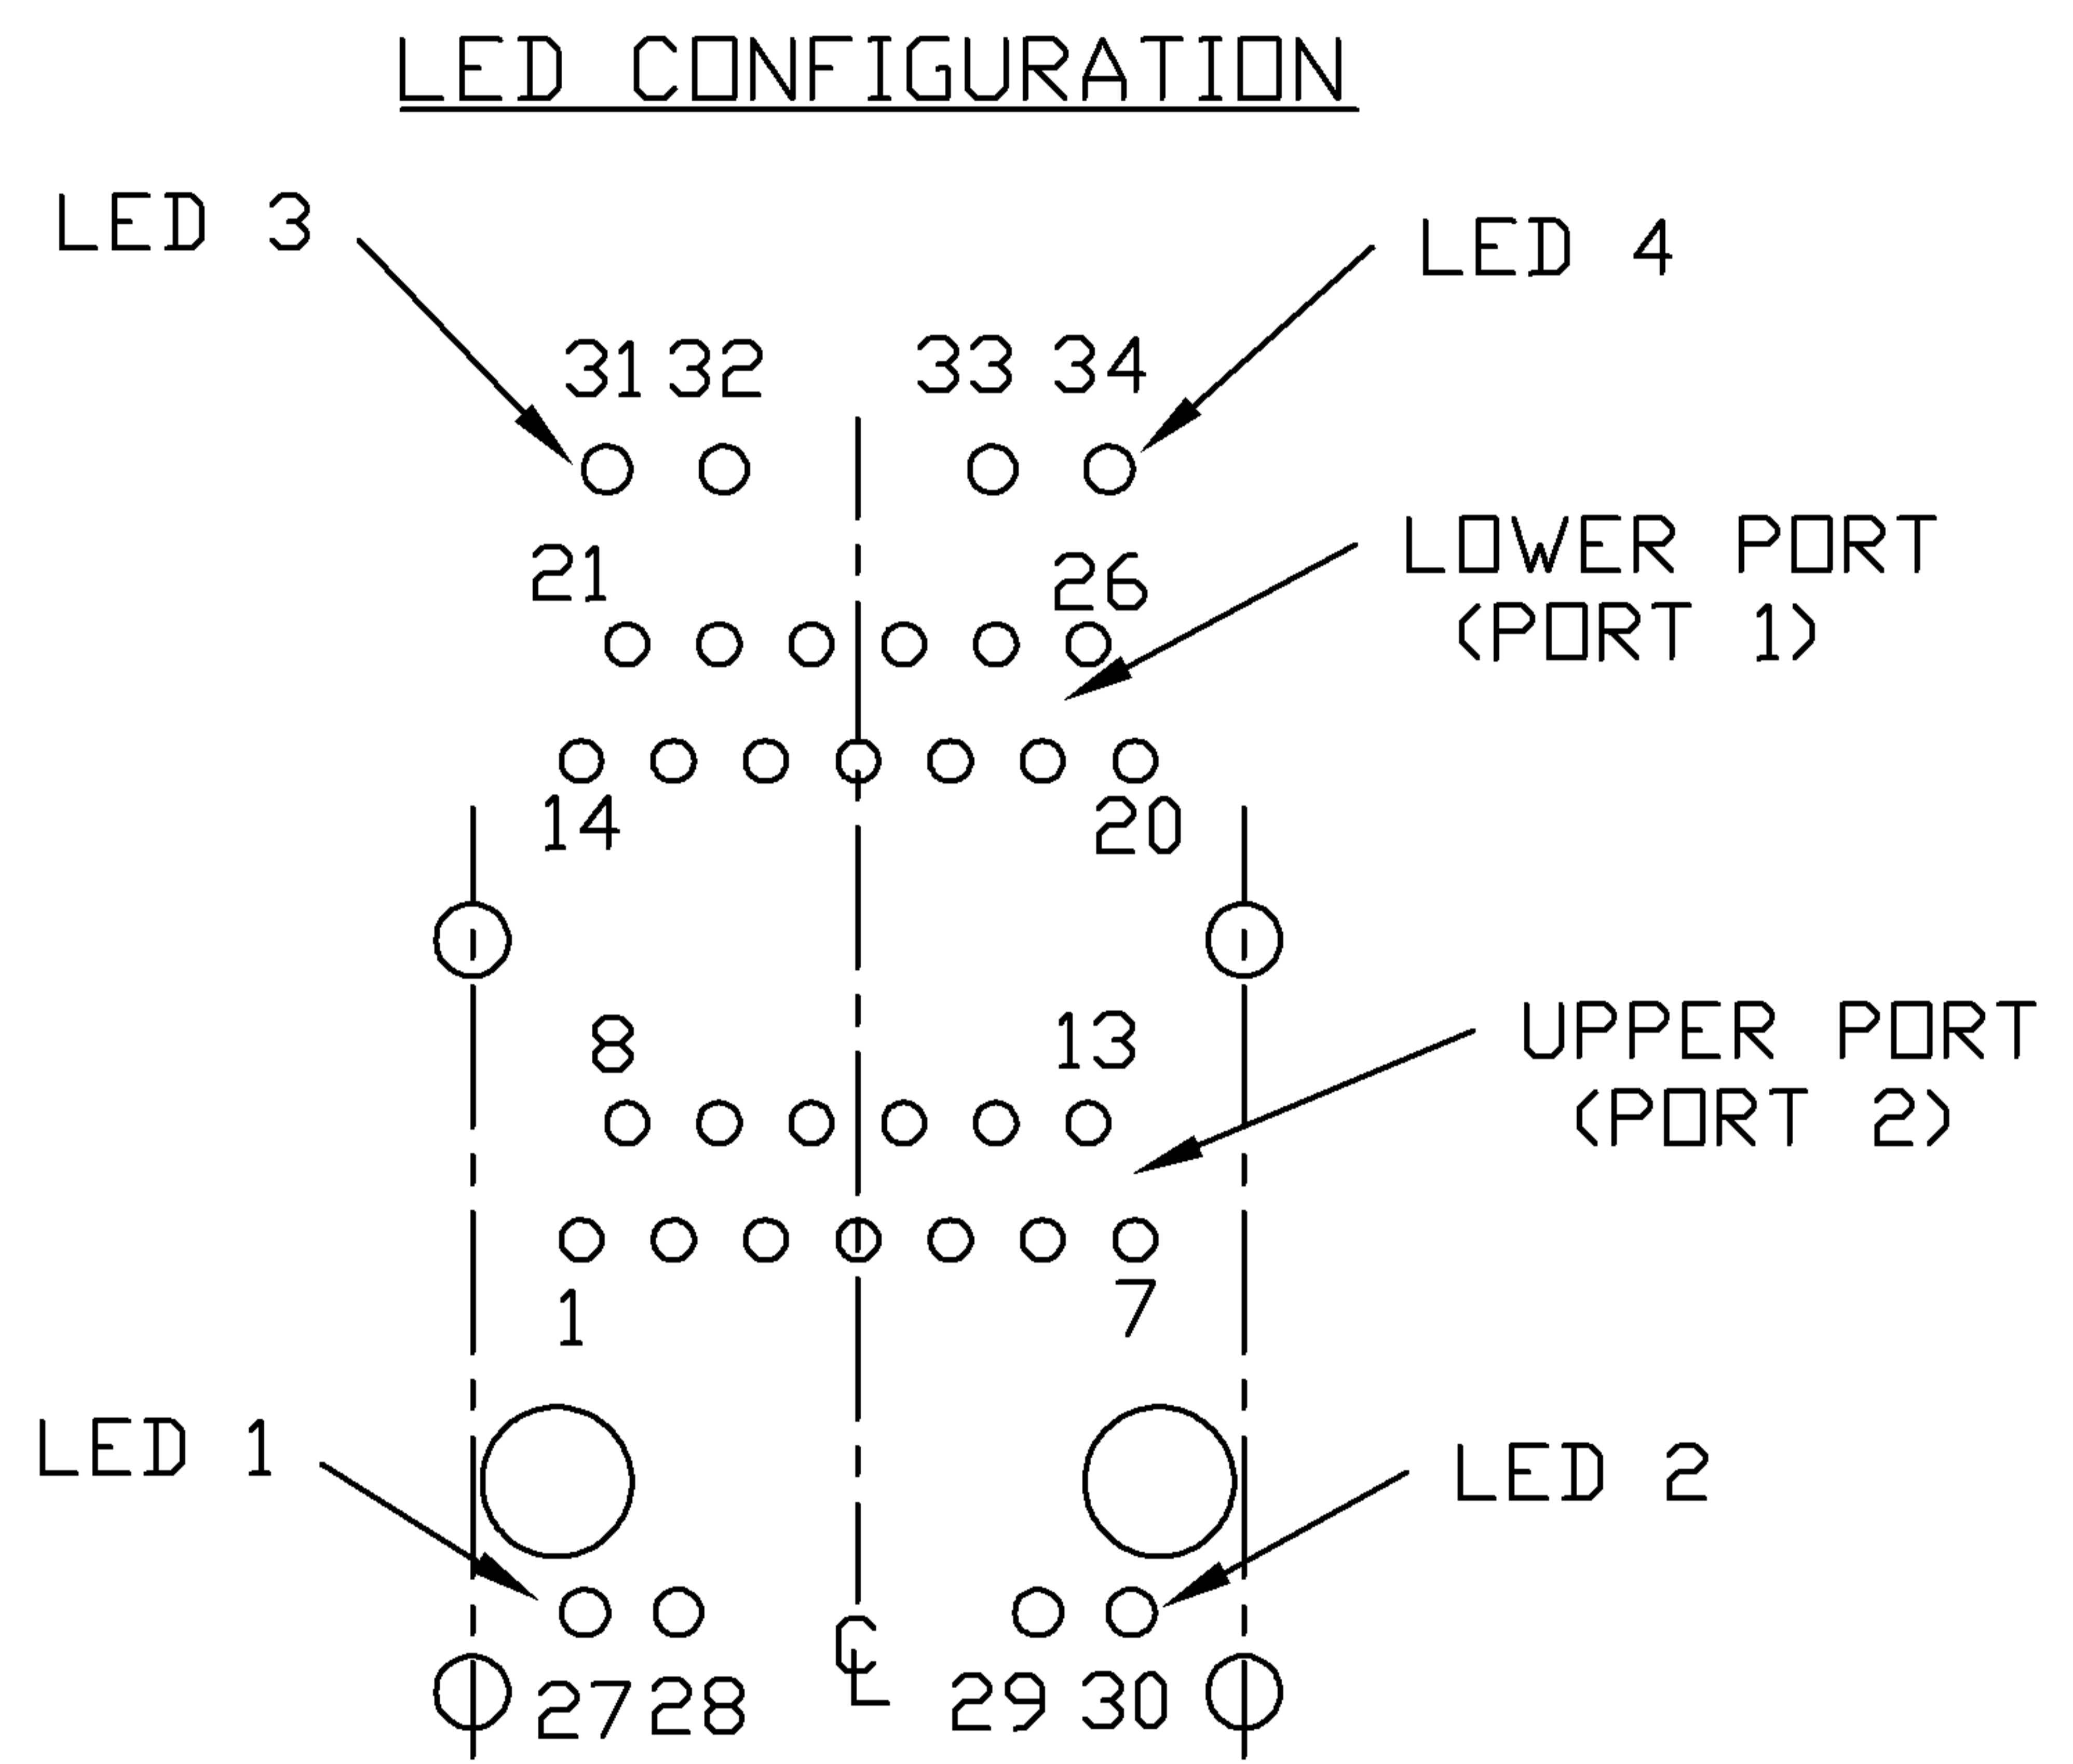 LED CONFIGURATION
LED 3
LED 4
31 32 33 34
LOWER PORT
(PORT 1)
21 26
14 20
UPPER PORT
(PORT 2)
8 13
1 7
LED 1
LED 2
CL
27 28 29 30